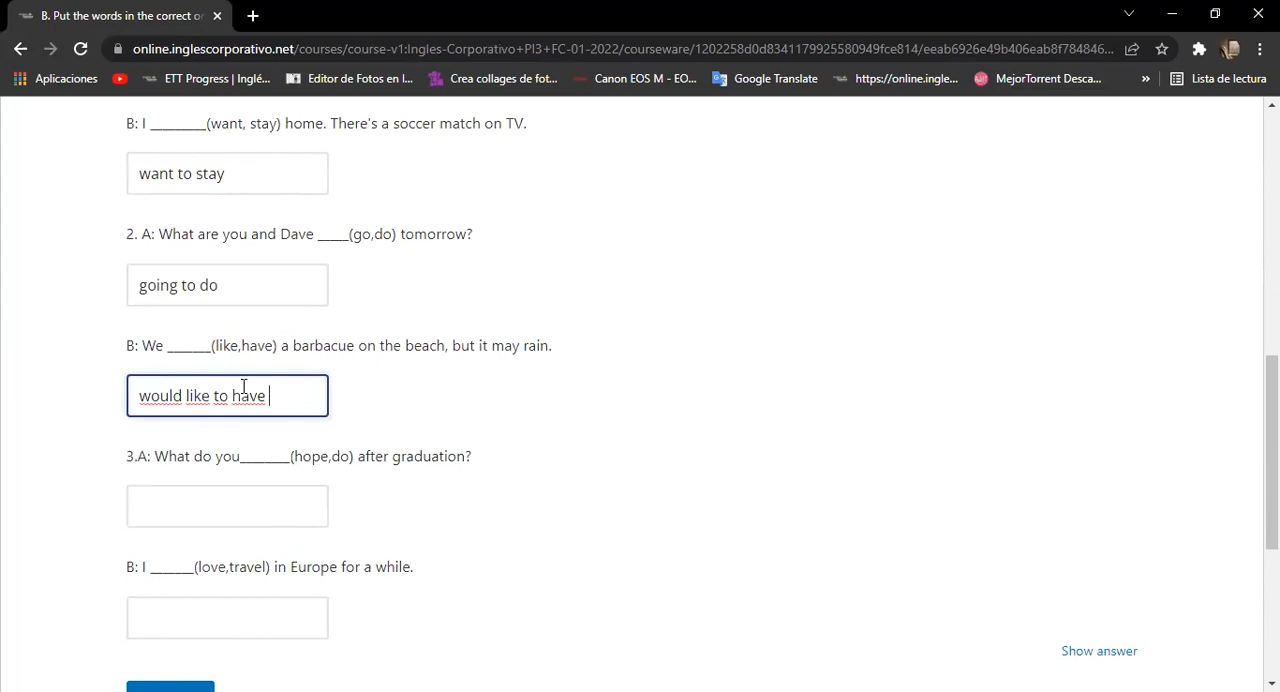 B. Put the words in the correct or
online.inglescorporativo.net/courses/course-v1:Ingles-Corporativo+PI3+FC-01-2022/courseware/1202258d0d8341179925580949fce814/eeab6926e49b406eab8f784846...
Aplicaciones
ETT Progress | Inglé...
Editor de Fotos en l...
Crea collages de fot...
Canon EOS M - EO...
Google Translate
https://online.ingle...
MejorTorrent Desca...
»
Lista de lectura
B: I _________(want, stay) home. There's a soccer match on TV.
want to stay
2. A: What are you and Dave _____(go,do) tomorrow?
going to do
B: We _______(like,have) a barbacue on the beach, but it may rain.
would like to have
3.A: What do you________(hope,do) after graduation?
B: I _______(love,travel) in Europe for a while.
Show answer